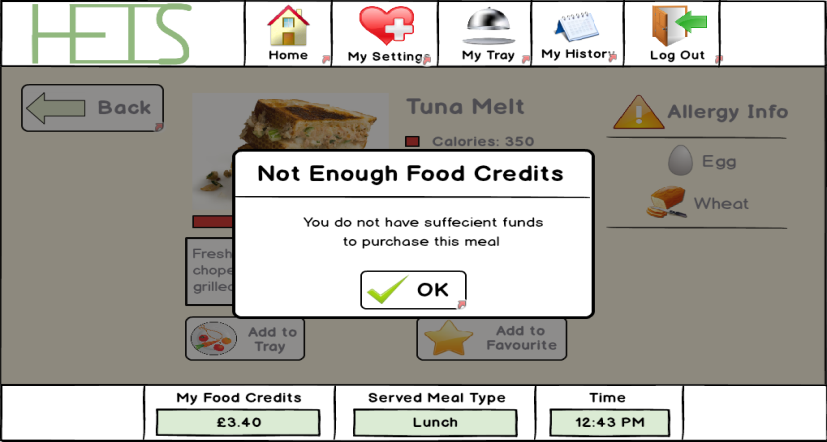 HEIS
Home
My Settings
My Tray
My History
Log Out
Back
Tuna Melt
Calories: 350
Allergy Info
Egg
Wheat
Not Enough Food Credits
You do not have suffecient funds
to purchase this meal
OK
Fresh
chope
grilled
Add to
Tray
Add to
Favourite
My Food Credits
£3.40
Served Meal Type
Lunch
Time
12:43 PM